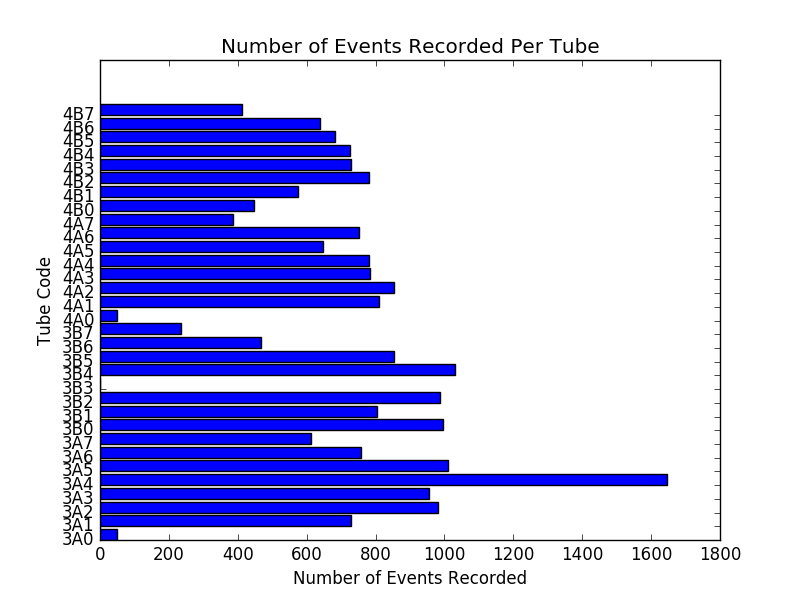 Number of Events Recorded Per Tube
4B7
4B6
4B5
4B4
4B3
4B2
4B1
4B0
4A7
4A6
4A5
4A4
4A3
4A2
4A1
4A0
3B7
3B6
3B5
3B4
3B3
3B2
3B1
3B0
3A7
3A6
3A5
3A4
3A3
3A2
3A1
3A0
Tube Code
0 200 400 600 800 1000 1200 1400 1600 1800
Number of Events Recorded